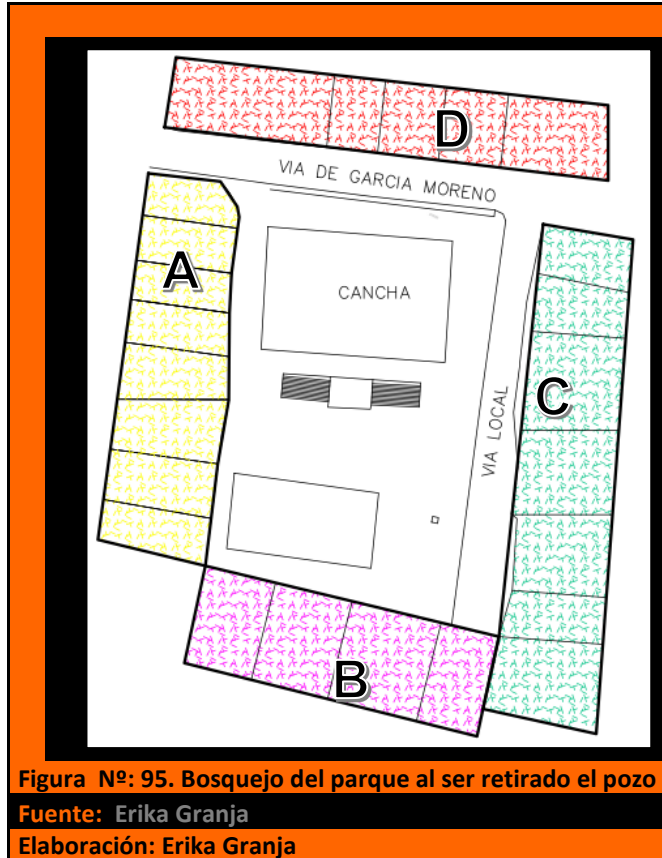 D
VIA DE GARCIA MORENO
A
CANCHA
C
VIA LOCAL
B
Figura Nº: 95. Bosquejo del parque al ser retirado el pozo
Fuente: Erika Granja
Elaboración: Erika Granja